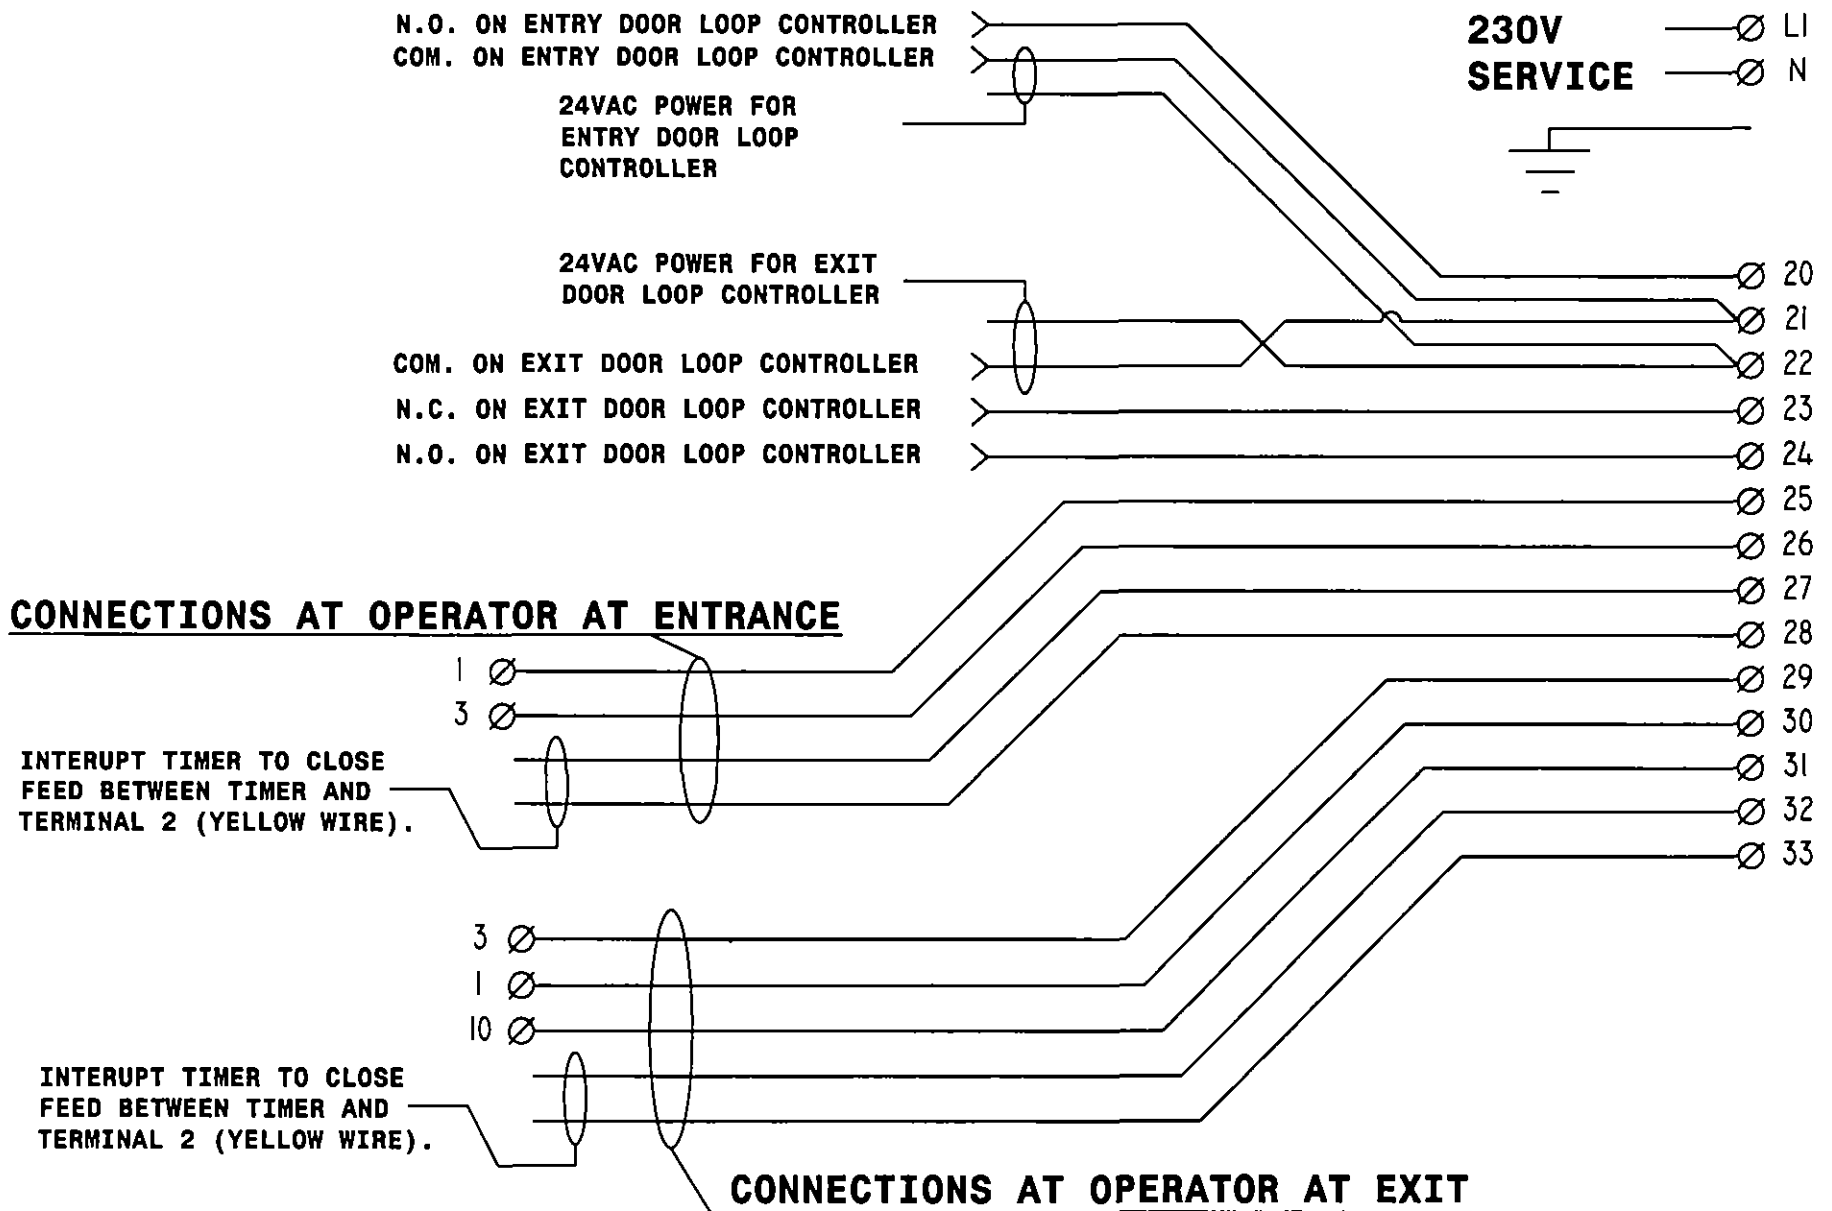 N.O. ON ENTRY DOOR LOOP CONTROLLER
COM. ON ENTRY DOOR LOOP CONTROLLER
24VAC POWER FOR
ENTRY DOOR LOOP
CONTROLLER
230V
SERVICE
L1
N
24VAC POWER FOR EXIT
DOOR LOOP CONTROLLER
COM. ON EXIT DOOR LOOP CONTROLLER
N.C. ON EXIT DOOR LOOP CONTROLLER
N.O. ON EXIT DOOR LOOP CONTROLLER
20
21
22
23
24
25
26
27
28
29
30
31
32
33
CONNECTIONS AT OPERATOR AT ENTRANCE
1
3
INTERUPT TIMER TO CLOSE
FEED BETWEEN TIMER AND
TERMINAL 2 (YELLOW WIRE).
3
1
10
INTERUPT TIMER TO CLOSE
FEED BETWEEN TIMER AND
TERMINAL 2 (YELLOW WIRE).
CONNECTIONS AT OPERATOR AT EXIT